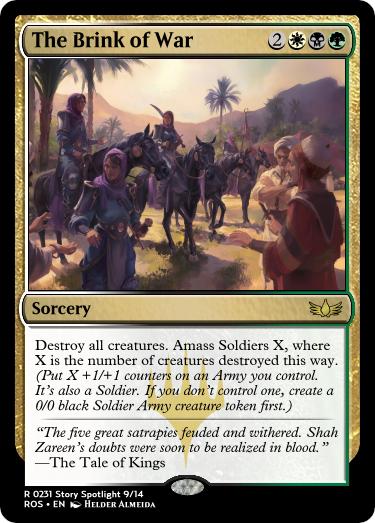 The Brink of War 2
Sorcery
Destroy all creatures. Amass Soldiers X, where
X is the number of creatures destroyed this way.
(Put X +1/+1 counters on an Army you control.
It's also a Soldier. If you don't control one, create a
0/0 black Soldier Army creature token first.)
“The five great satrapies feuded and withered. Shah
Zareen's doubts were soon to be realized in blood.”
—The Tale of Kings
R 0231 Story Spotlight 9/14
ROS • EN Helder Almeida